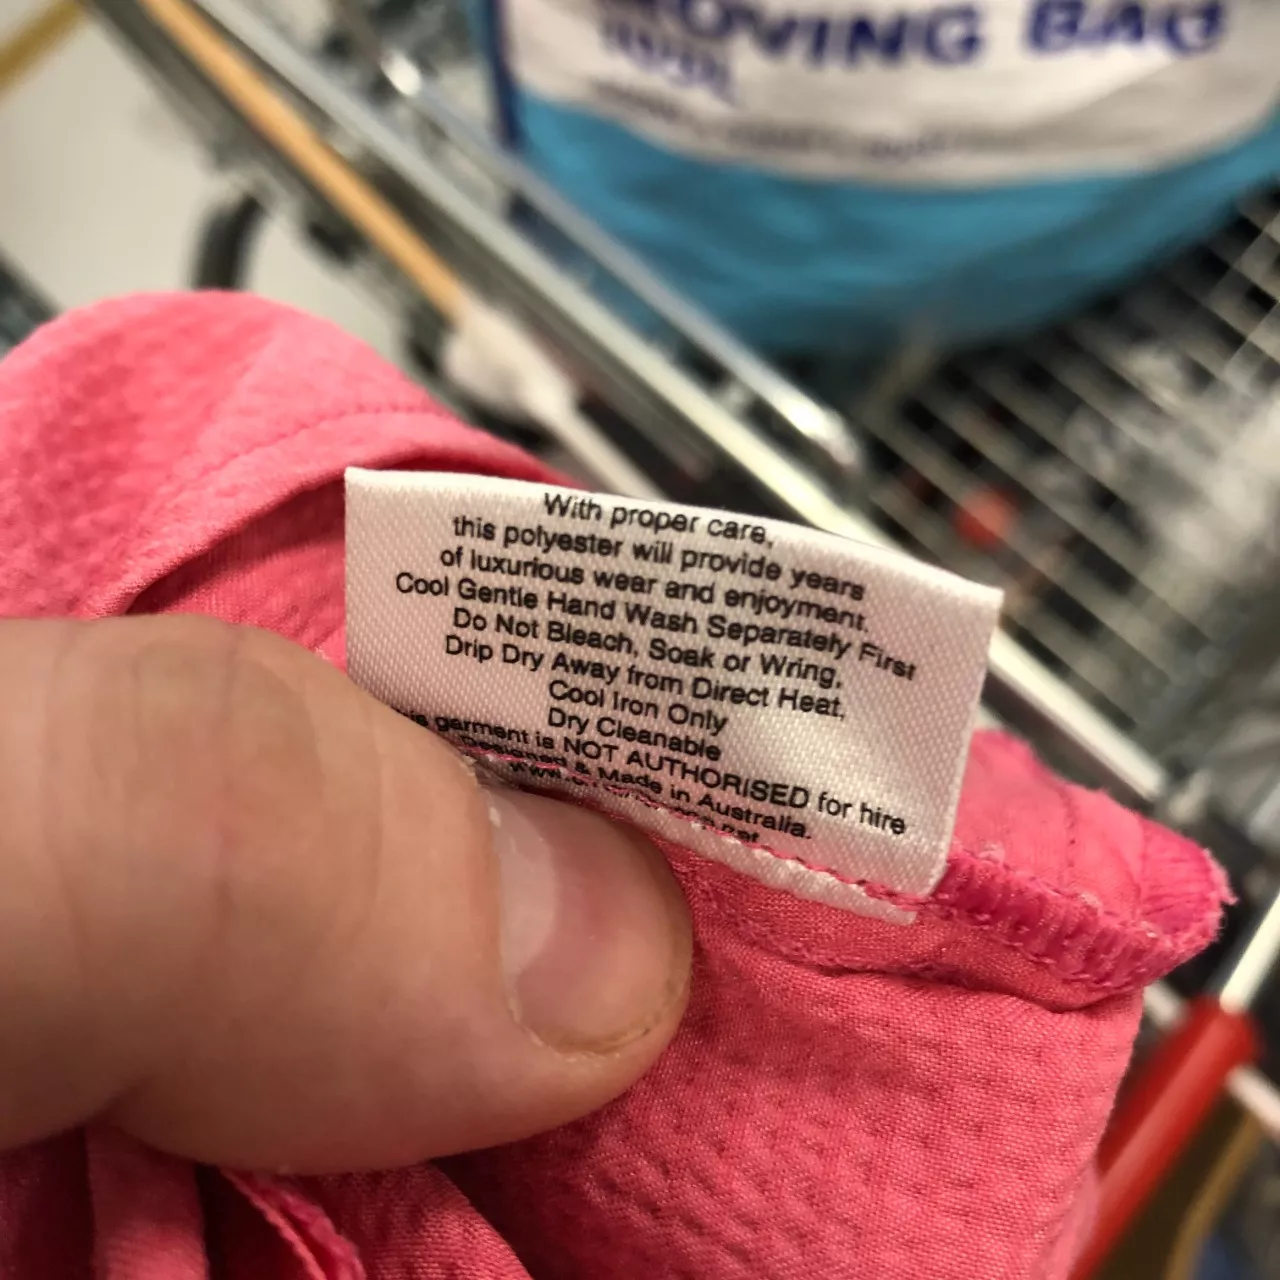 OVING BAG
With proper care,
this polyester will provide years
of luxurious wear and enjoyment.
Cool Gentle Hand Wash Separately First
Do Not Bleach, Soak or Wring,
Drip Dry Away from Direct Heat,
Cool Iron Only
Dry Cleanable
garment is NOT AUTHORISED for hire
Designed & Made in Australia.